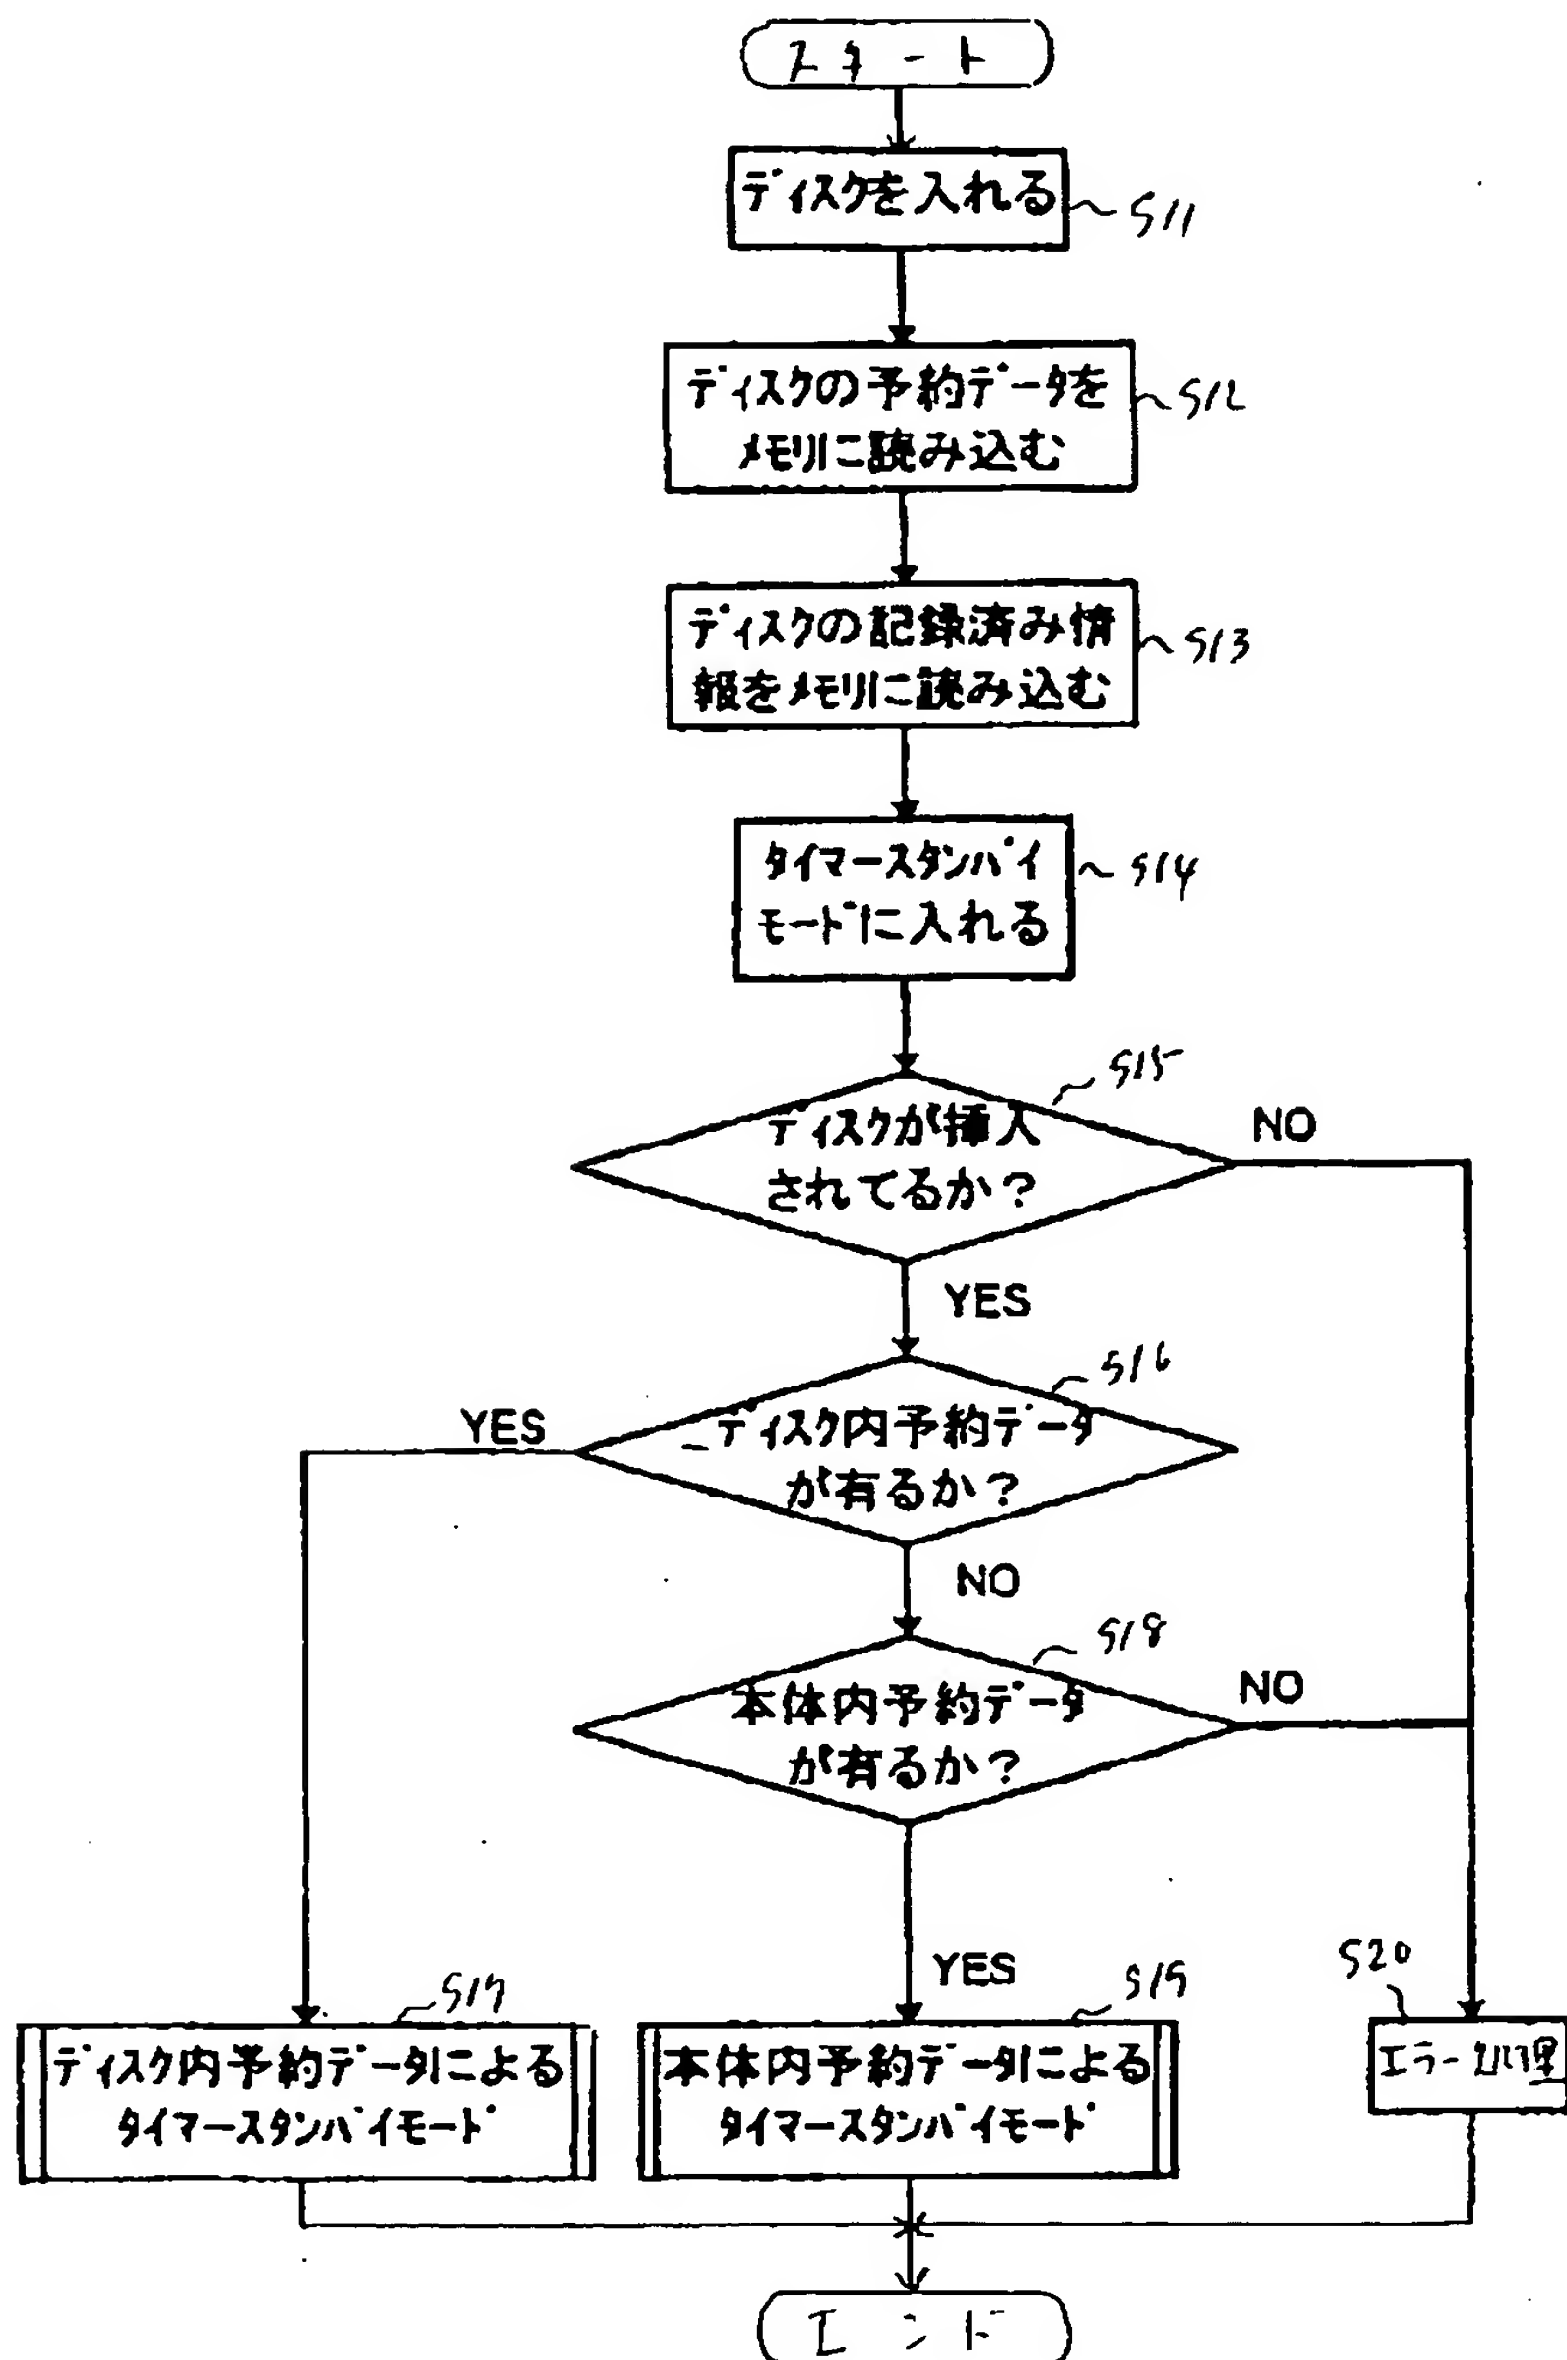 スタート
ディスクを入れる
S11
ディスクの予約データを
メモリに読み込む
S12
ディスクの記録済み情
報をメモリに読み込む
S13
タイマースタンバイ
モードに入れる
S14
S15
ディスクが挿入
されてるか？
NO
YES
S16
ディスク内予約データ
が有るか？
YES
NO
S18
本体内予約データ
が有るか？
NO
YES
S17
ディスク内予約データによる
タイマースタンバイモード
S19
本体内予約データによる
タイマースタンバイモード
S20
エラー処理
エンド